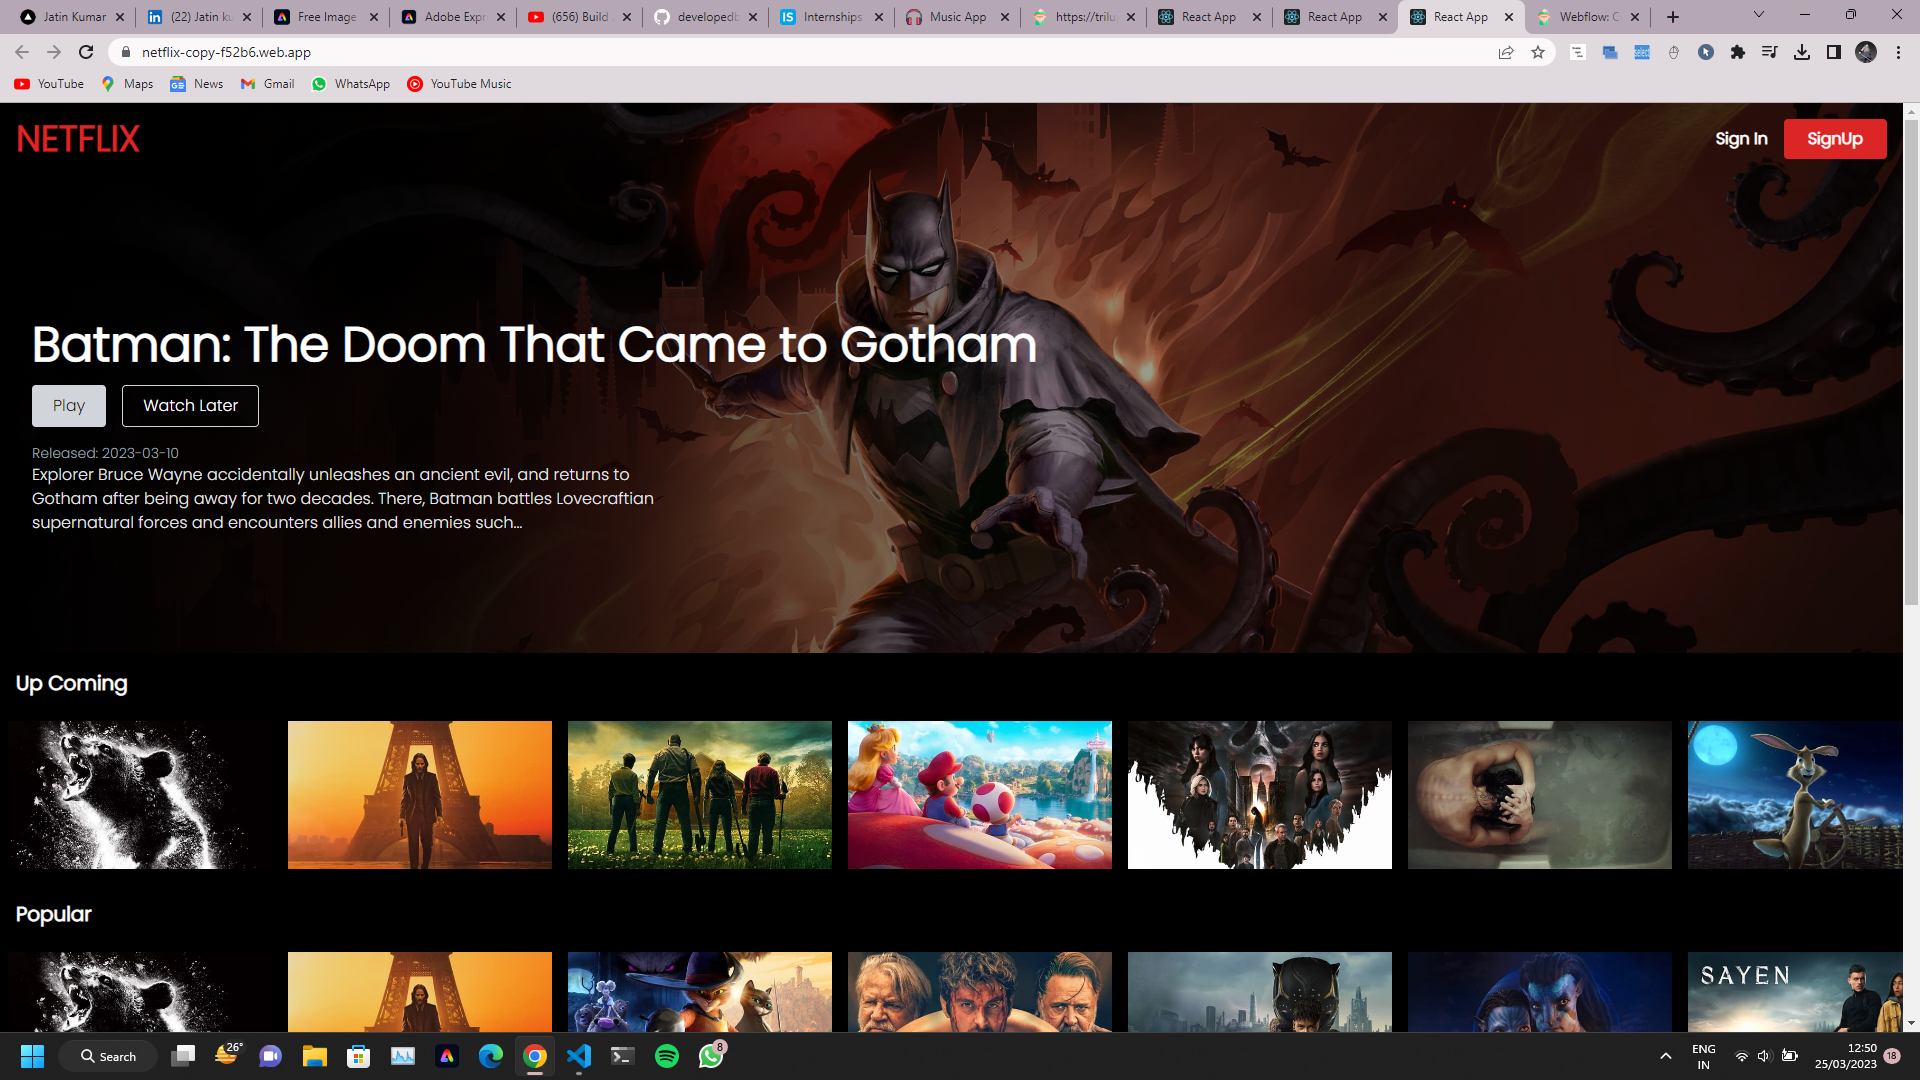 Jatin Kumar
(22) Jatin ku
Free Image
Adobe Expr
(656) Build
developedb
Internships
Music App
https://trilu
React App
React App
React App
Webflow: C
netflix-copy-f52b6.web.app
YouTube
Maps
News
Gmail
WhatsApp
YouTube Music
NETFLIX
Sign In
SignUp
Batman: The Doom That Came to Gotham
Play
Watch Later
Released: 2023-03-10
Explorer Bruce Wayne accidentally unleashes an ancient evil, and returns to
Gotham after being away for two decades. There, Batman battles Lovecraftian
supernatural forces and encounters allies and enemies such...
Up Coming
Popular
SAYEN
26°
Search
8
ENG
IN
12:50
25/03/2023
18